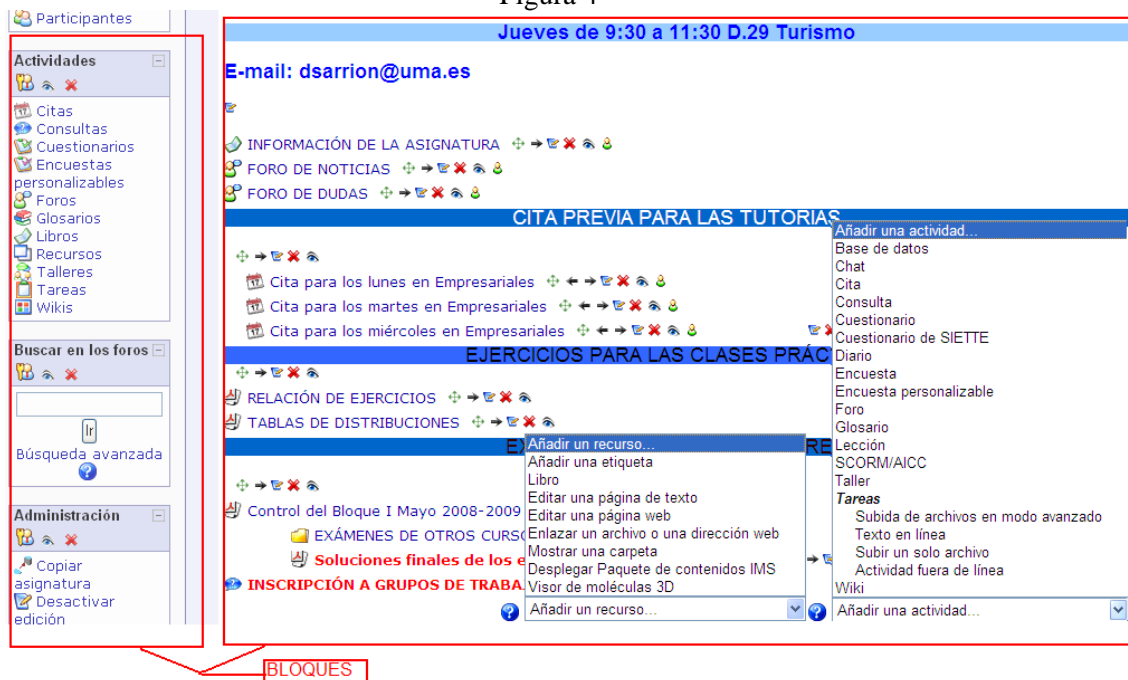 Figura 4
Participantes
Actividades
Citas
Consultas
Cuestionarios
Encuestas
personalizables
Foros
Glosarios
Libros
Recursos
Talleres
Tareas
Wikis
Buscar en los foros
Ir
Búsqueda avanzada
Administración
Copiar
asignatura
Desactivar
edición
Jueves de 9:30 a 11:30 D.29 Turismo
E-mail: dsarrion@uma.es
INFORMACIÓN DE LA ASIGNATURA
FORO DE NOTICIAS
FORO DE DUDAS
CITA PREVIA PARA LAS TUTORIAS
Cita para los lunes en Empresariales
Cita para los martes en Empresariales
Cita para los miércoles en Empresariales
EJERCICIOS PARA LAS CLASES PRÁC
RELACIÓN DE EJERCICIOS
TABLAS DE DISTRIBUCIONES
Control del Bloque I Mayo 2008-2009
EXÁMENES DE OTROS CURS
Soluciones finales de los e
INSCRIPCIÓN A GRUPOS DE TRABA
Añadir un recurso...
Añadir una etiqueta
Libro
Editar una página de texto
Editar una página web
Enlazar un archivo o una dirección web
Mostrar una carpeta
Desplegar Paquete de contenidos IMS
Visor de moléculas 3D
Añadir un recurso...
Añadir una actividad...
Base de datos
Chat
Cita
Consulta
Cuestionario
Cuestionario de SIETTE
Diario
Encuesta
Encuesta personalizable
Foro
Glosario
Lección
SCORM/AICC
Taller
Tareas
Subida de archivos en modo avanzado
Texto en línea
Subir un solo archivo
Actividad fuera de línea
Wiki
Añadir una actividad...
BLOQUES